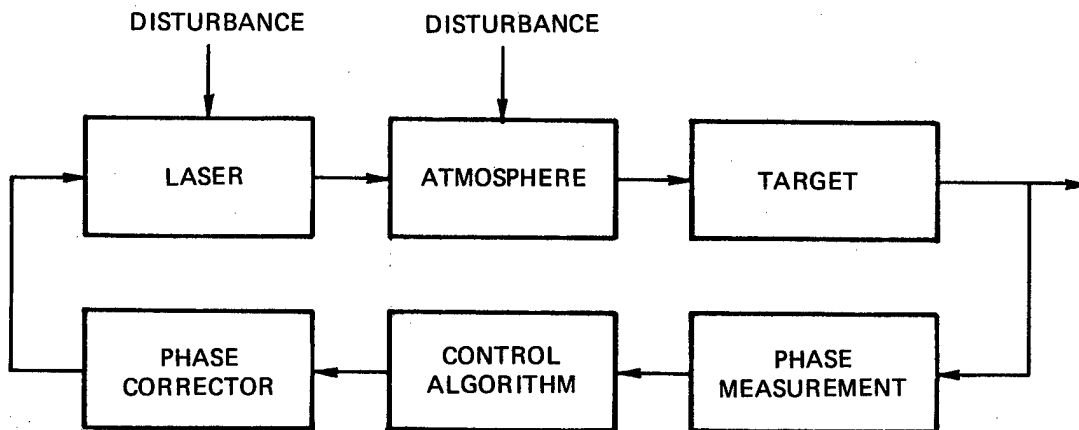 DISTURBANCE
DISTURBANCE
LASER
ATMOSPHERE
TARGET
PHASE
CORRECTOR
CONTROL
ALGORITHM
PHASE
MEASUREMENT